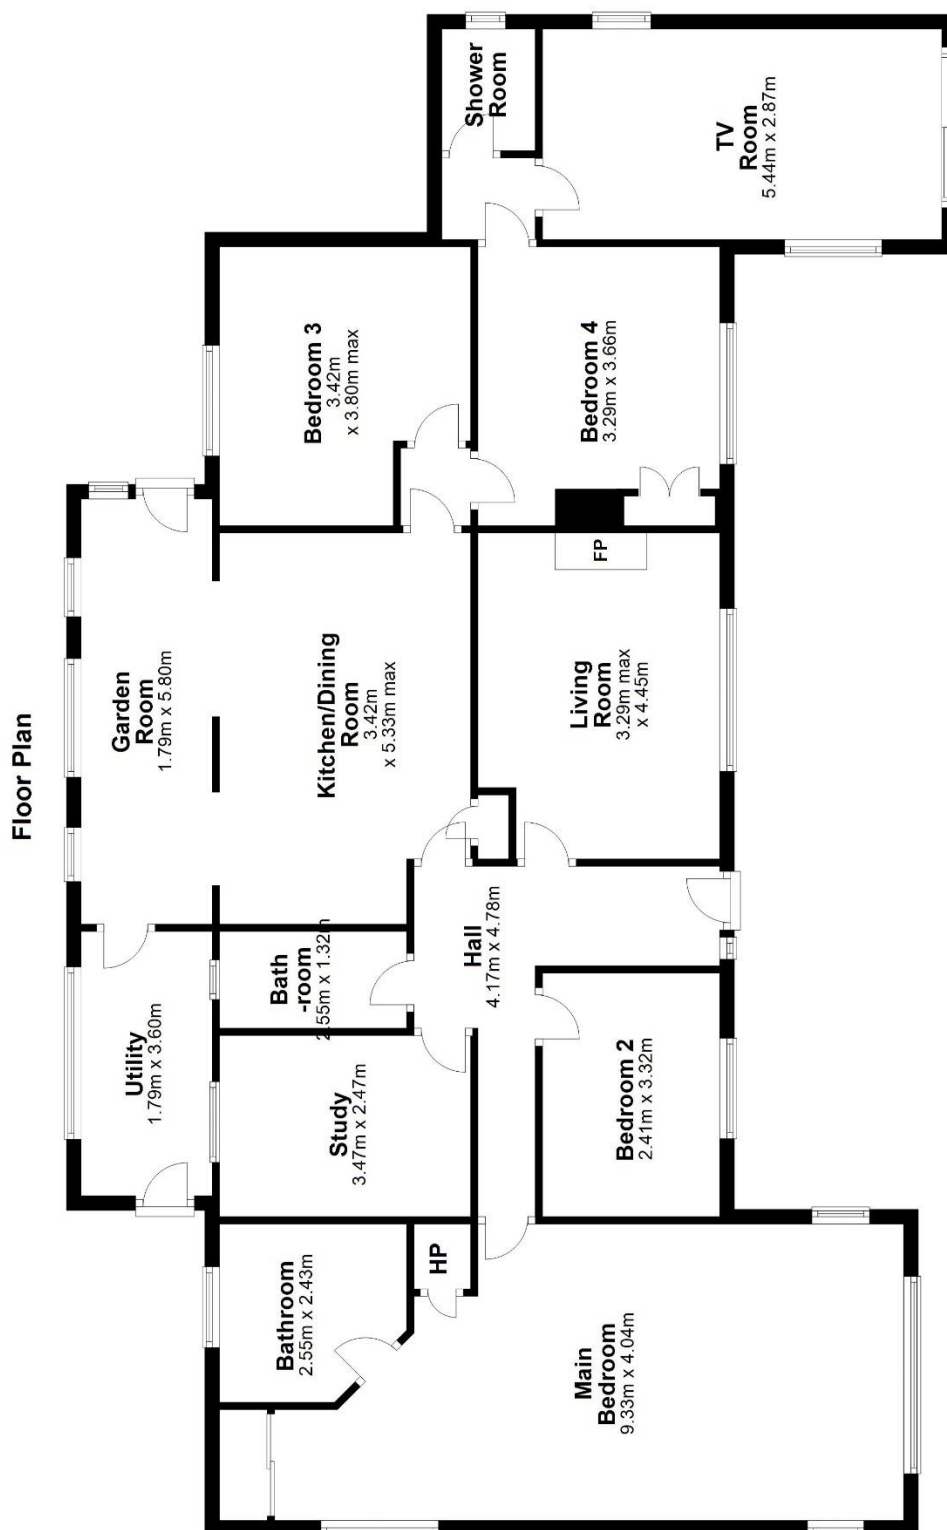 Floor Plan
Utility
1.79m x 3.60m
Garden
Room
1.79m x 5.80m
Bathroom
2.55m x 2.43m
Study
3.47m x 2.47m
Bath
-room
2.55m x 1.32m
Kitchen/Dining
Room
3.42m
x 5.33m max
Bedroom 3
3.42m
x 3.80m max
Shower
Room
HP
Hall
4.17m x 4.78m
Main
Bedroom
9.33m x 4.04m
Bedroom 2
2.41m x 3.32m
Living
Room
3.29m max
x 4.45m
FP
Bedroom 4
3.29m x 3.66m
TV
Room
5.44m x 2.87m